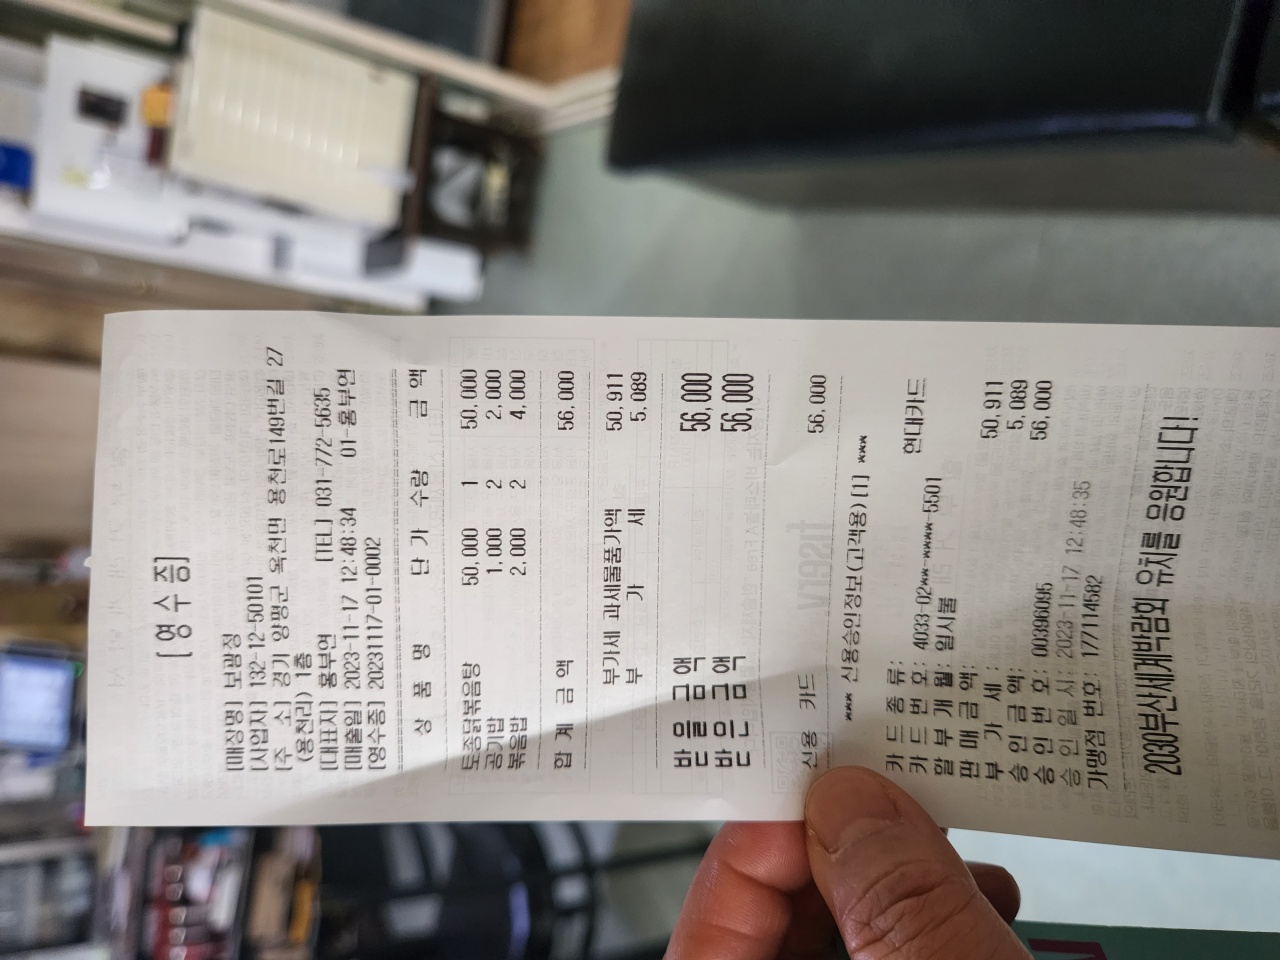 [영 수 증]
[매장명] 보광정
[사업자] 132-12-50101
[주 소] 경기 양평군 옥천면 용천로149번길 27
(용천리) 1층
[대표자] 홍부연 [TEL] 031-772-5635
[매출일] 2023-11-17 12:48:34 01-홍부연
[영수증] 20231117-01-0002
상 품 명 단 가 수량 금 액
토종닭볶음탕 50,000 1 50,000
공기밥 1,000 2 2,000
볶음밥 2,000 2 4,000
합 계 금 액 56,000
부가세 과세물품가액 50,911
부 가 세 5,089
받을금액 56,000
받은금액 56,000
신용 카드 56,000
*** 신용승인정보(고객용) [1] ***
카 드 종 류: 현대카드
카 드 번 호: 4033-02**-****-5501
할 부 개 월: 일시불
판 매 금 액: 50,911
부 가 세 : 5,089
승 인 금 액: 56,000
승 인 번 호: 00396095
승 인 일 시: 2023-11-17 12:48:35
가맹점 번호: 177114582
2030부산세계박람회 유치를 응원합니다!